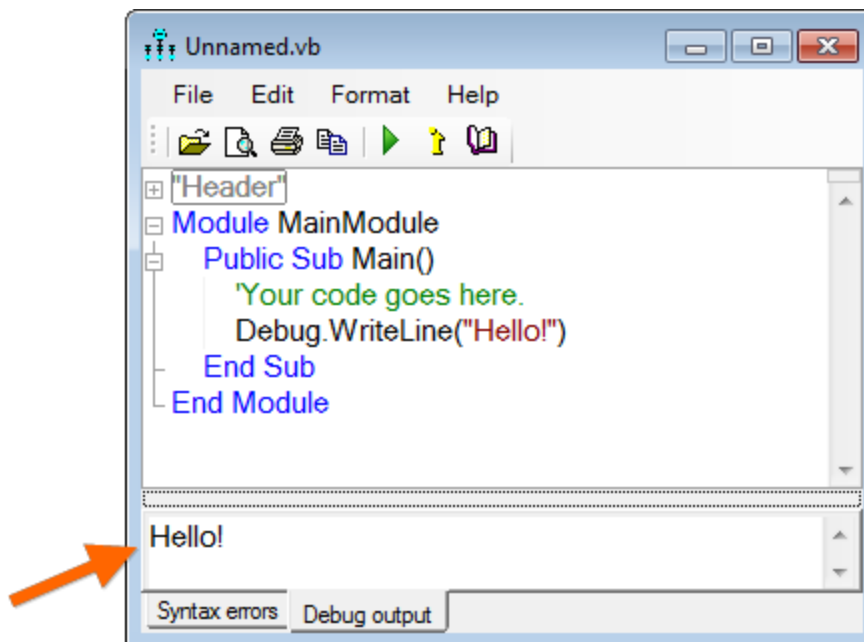 Unnamed.vb
File Edit Format Help
"Header"
Module MainModule
Public Sub Main()
'Your code goes here.
Debug.WriteLine("Hello!")
End Sub
End Module
Hello!
Syntax errors Debug output